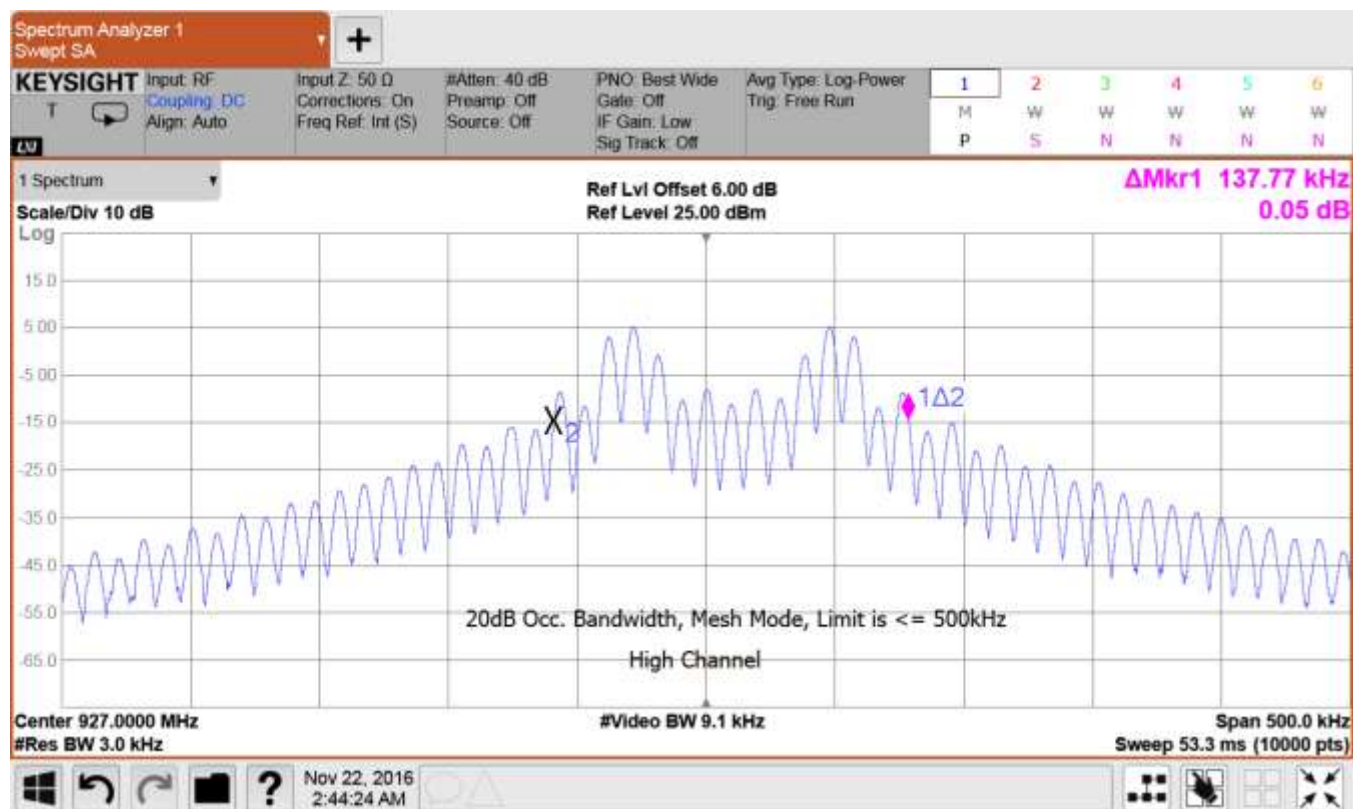 Spectrum Analyzer 1
Swept SA
+
KEYSIGHT
T
LXI
Input: RF
Coupling: DC
Align: Auto
Input Z: 50 Ω
Corrections: On
Freq Ref: Int (S)
#Atten: 40 dB
Preamp: Off
Source: Off
PNO: Best Wide
Gate: Off
IF Gain: Low
Sig Track: Off
Avg Type: Log-Power
Trig: Free Run
1 2 3 4 5 6
M W W W W W
P S N N N N
1 Spectrum
Scale/Div 10 dB
Log
Ref Lvl Offset 6.00 dB
Ref Level 25.00 dBm
ΔMkr1 137.77 kHz
0.05 dB
15.0
5.00
-5.00
-15.0
-25.0
-35.0
-45.0
-55.0
-65.0
X2
1Δ2
20dB Occ. Bandwidth, Mesh Mode, Limit is <= 500kHz
High Channel
Center 927.0000 MHz
#Res BW 3.0 kHz
#Video BW 9.1 kHz
Span 500.0 kHz
Sweep 53.3 ms (10000 pts)
?
Nov 22, 2016
2:44:24 AM